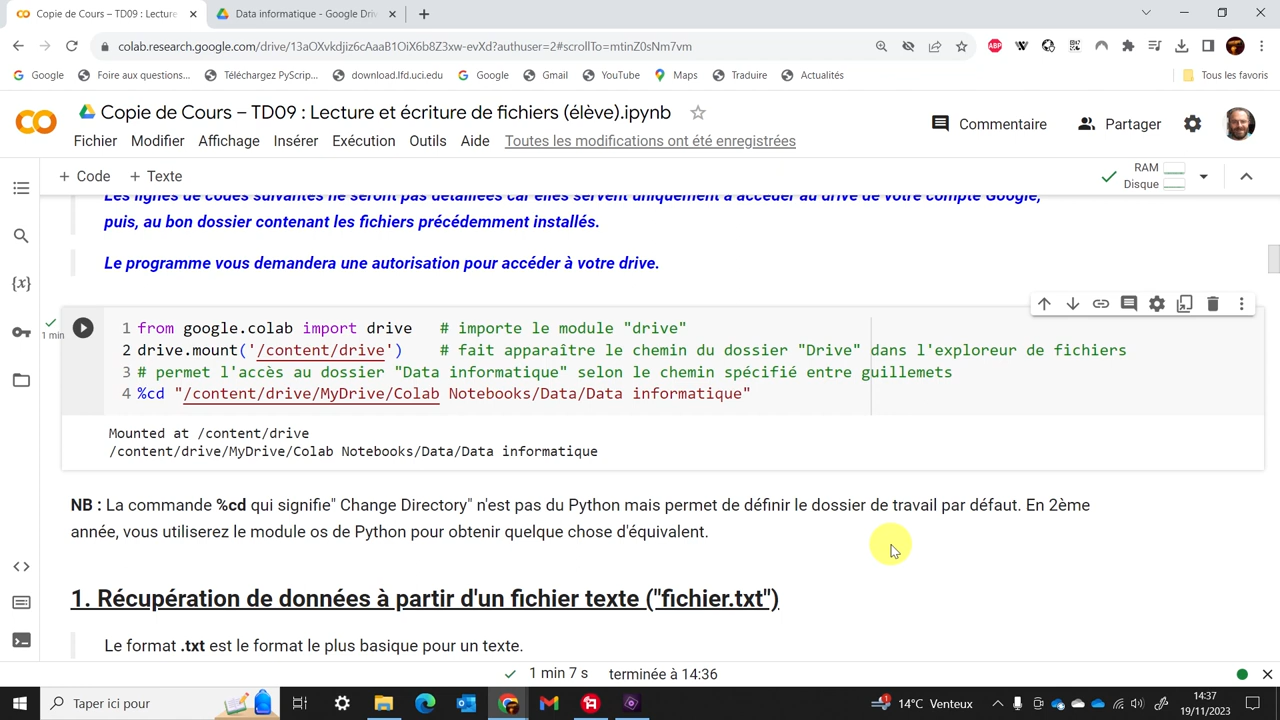 Copie de Cours – TD09 : Lecture
Data informatique - Google Driv
colab.research.google.com/drive/13aOXvkdjiz6cAaaB1OiX6b8Z3xw-evXd?authuser=2#scrollTo=mtinZ0sNm7vm
Google
Foire aux questions...
Téléchargez PyScrip...
download.lfd.uci.edu
Google
Gmail
YouTube
Maps
Traduire
Actualités
Tous les favoris
Copie de Cours – TD09 : Lecture et écriture de fichiers (élève).ipynb
Commentaire
Partager
Fichier Modifier Affichage Insérer Exécution Outils Aide Toutes les modifications ont été enregistrées
+ Code + Texte
RAM
Disque
Les lignes de codes suivantes ne seront pas détaillées car elles servent uniquement à accéder au drive de votre compte Google,
puis, au bon dossier contenant les fichiers précédemment installés.
Le programme vous demandera une autorisation pour accéder à votre drive.
1 min
1 from google.colab import drive # importe le module "drive"
2 drive.mount('/content/drive') # fait apparaître le chemin du dossier "Drive" dans l'exploreur de fichiers
3 # permet l'accès au dossier "Data informatique" selon le chemin spécifié entre guillemets
4 %cd "/content/drive/MyDrive/Colab Notebooks/Data/Data informatique"
Mounted at /content/drive
/content/drive/MyDrive/Colab Notebooks/Data/Data informatique
NB : La commande %cd qui signifie" Change Directory" n'est pas du Python mais permet de définir le dossier de travail par défaut. En 2ème
année, vous utiliserez le module os de Python pour obtenir quelque chose d'équivalent.
1. Récupération de données à partir d'un fichier texte ("fichier.txt")
Le format .txt est le format le plus basique pour un texte.
1 min 7 s terminée à 14:36
Taper ici pour
14°C Venteux
14:37
19/11/2023